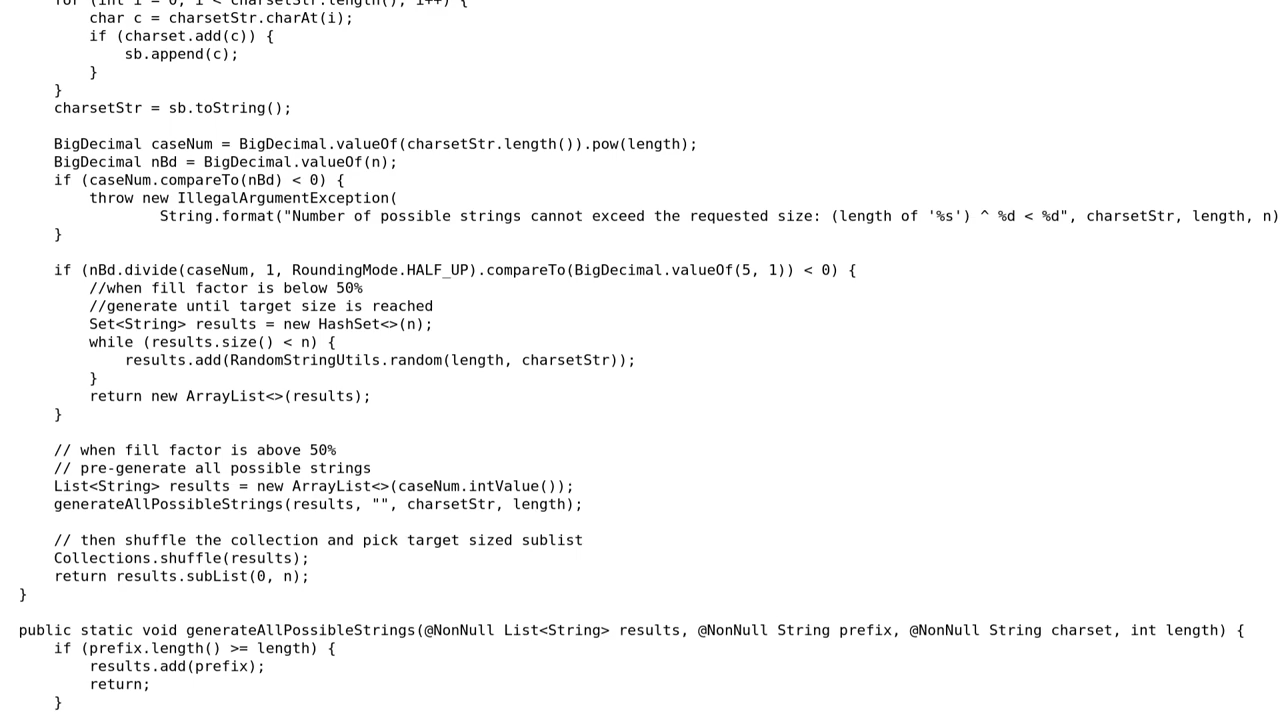 for (int i = 0; i < charsetStr.length(); i++) {
char c = charsetStr.charAt(i);
if (charset.add(c)) {
sb.append(c);
}
}
charsetStr = sb.toString();
BigDecimal caseNum = BigDecimal.valueOf(charsetStr.length()).pow(length);
BigDecimal nBd = BigDecimal.valueOf(n);
if (caseNum.compareTo(nBd) < 0) {
throw new IllegalArgumentException(
String.format("Number of possible strings cannot exceed the requested size: (length of '%s') ^ %d < %d", charsetStr, length, n)
}
if (nBd.divide(caseNum, 1, RoundingMode.HALF_UP).compareTo(BigDecimal.valueOf(5, 1)) < 0) {
//when fill factor is below 50%
//generate until target size is reached
Set<String> results = new HashSet<>(n);
while (results.size() < n) {
results.add(RandomStringUtils.random(length, charsetStr));
}
return new ArrayList<>(results);
}
// when fill factor is above 50%
// pre-generate all possible strings
List<String> results = new ArrayList<>(caseNum.intValue());
generateAllPossibleStrings(results, "", charsetStr, length);
// then shuffle the collection and pick target sized sublist
Collections.shuffle(results);
return results.subList(0, n);
}
public static void generateAllPossibleStrings(@NonNull List<String> results, @NonNull String prefix, @NonNull String charset, int length) {
if (prefix.length() >= length) {
results.add(prefix);
return;
}